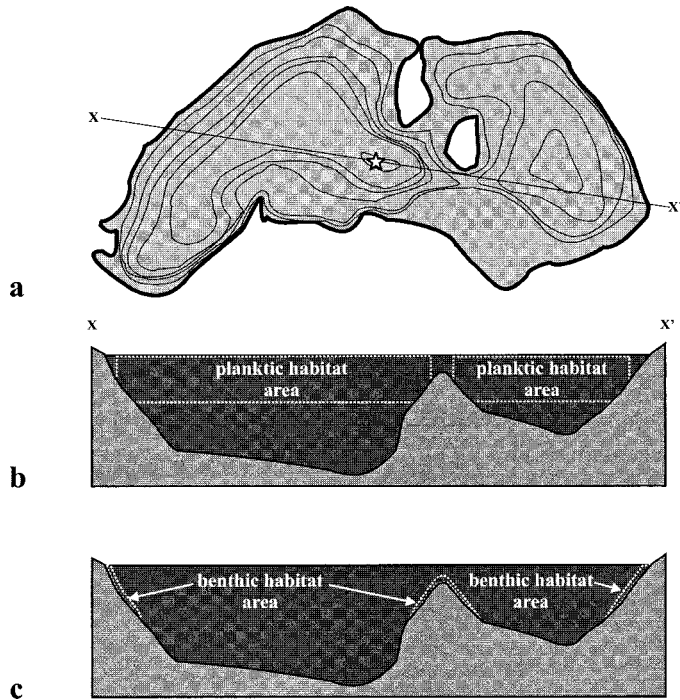 X
X'
a
X X'
planktic habitat planktic habitat
area area
b
benthic habitat benthic habitat
area area
c